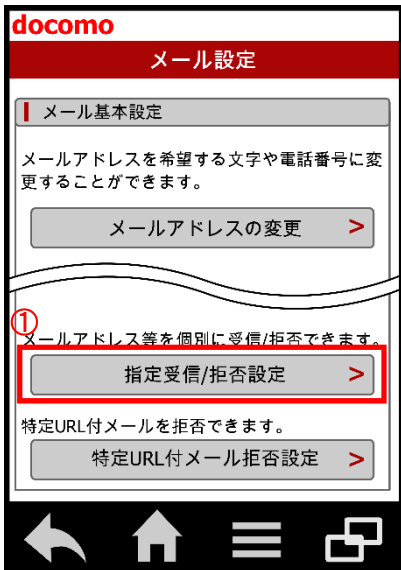 docomo
メール設定
メール基本設定
メールアドレスを希望する文字や電話番号に変
更することができます。
メールアドレスの変更 >
①
メールアドレス等を個別に受信/拒否できます。
指定受信/拒否設定 >
特定URL付メールを拒否できます。
特定URL付メール拒否設定 >